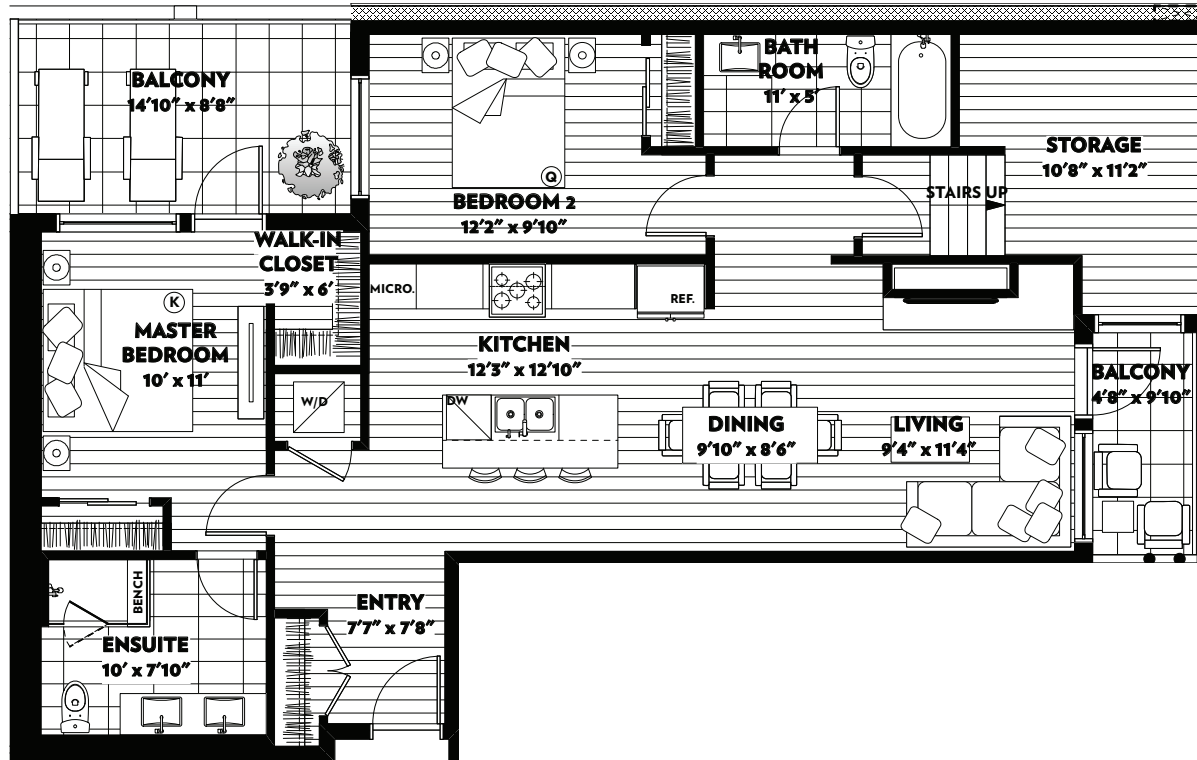 BALCONY
14'10" x 8'8"
BATH
ROOM
11' x 5'
STORAGE
10'8" x 11'2"
Q
BEDROOM 2
12'2" x 9'10"
STAIRS UP
WALK-IN
CLOSET
3'9" x 6'
MICRO.
REF.
K
MASTER
BEDROOM
10' x 11'
KITCHEN
12'3" x 12'10"
BALCONY
4'8" x 9'10"
W/D
DW
DINING
9'10" x 8'6"
LIVING
9'4" x 11'4"
BENCH
ENTRY
7'7" x 7'8"
ENSUITE
10' x 7'10"